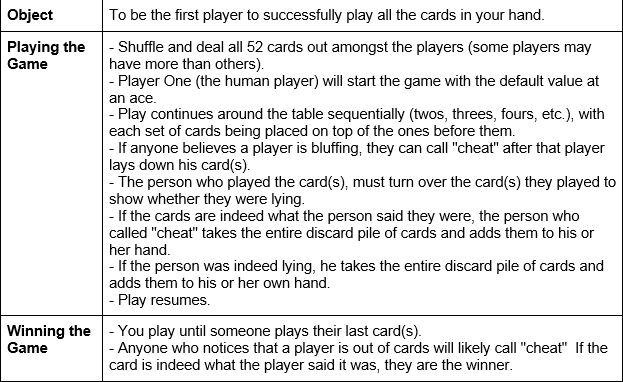 Object
To be the first player to successfully play all the cards in your hand.
Playing the
Game
- Shuffle and deal all 52 cards out amongst the players (some players may
have more than others).
- Player One (the human player) will start the game with the default value at
an ace.
- Play continues around the table sequentially (twos, threes, fours, etc.), with
each set of cards being placed on top of the ones before them.
- If anyone believes a player is bluffing, they can call "cheat" after that player
lays down his card(s).
- The person who played the card(s), must turn over the card(s) they played to
show whether they were lying.
- If the cards are indeed what the person said they were, the person who
called "cheat" takes the entire discard pile of cards and adds them to his or
her hand.
- If the person was indeed lying, he takes the entire discard pile of cards and
adds them to his or her own hand.
- Play resumes.
Winning the
Game
- You play until someone plays their last card(s).
- Anyone who notices that a player is out of cards will likely call "cheat"  If the
card is indeed what the player said it was, they are the winner.